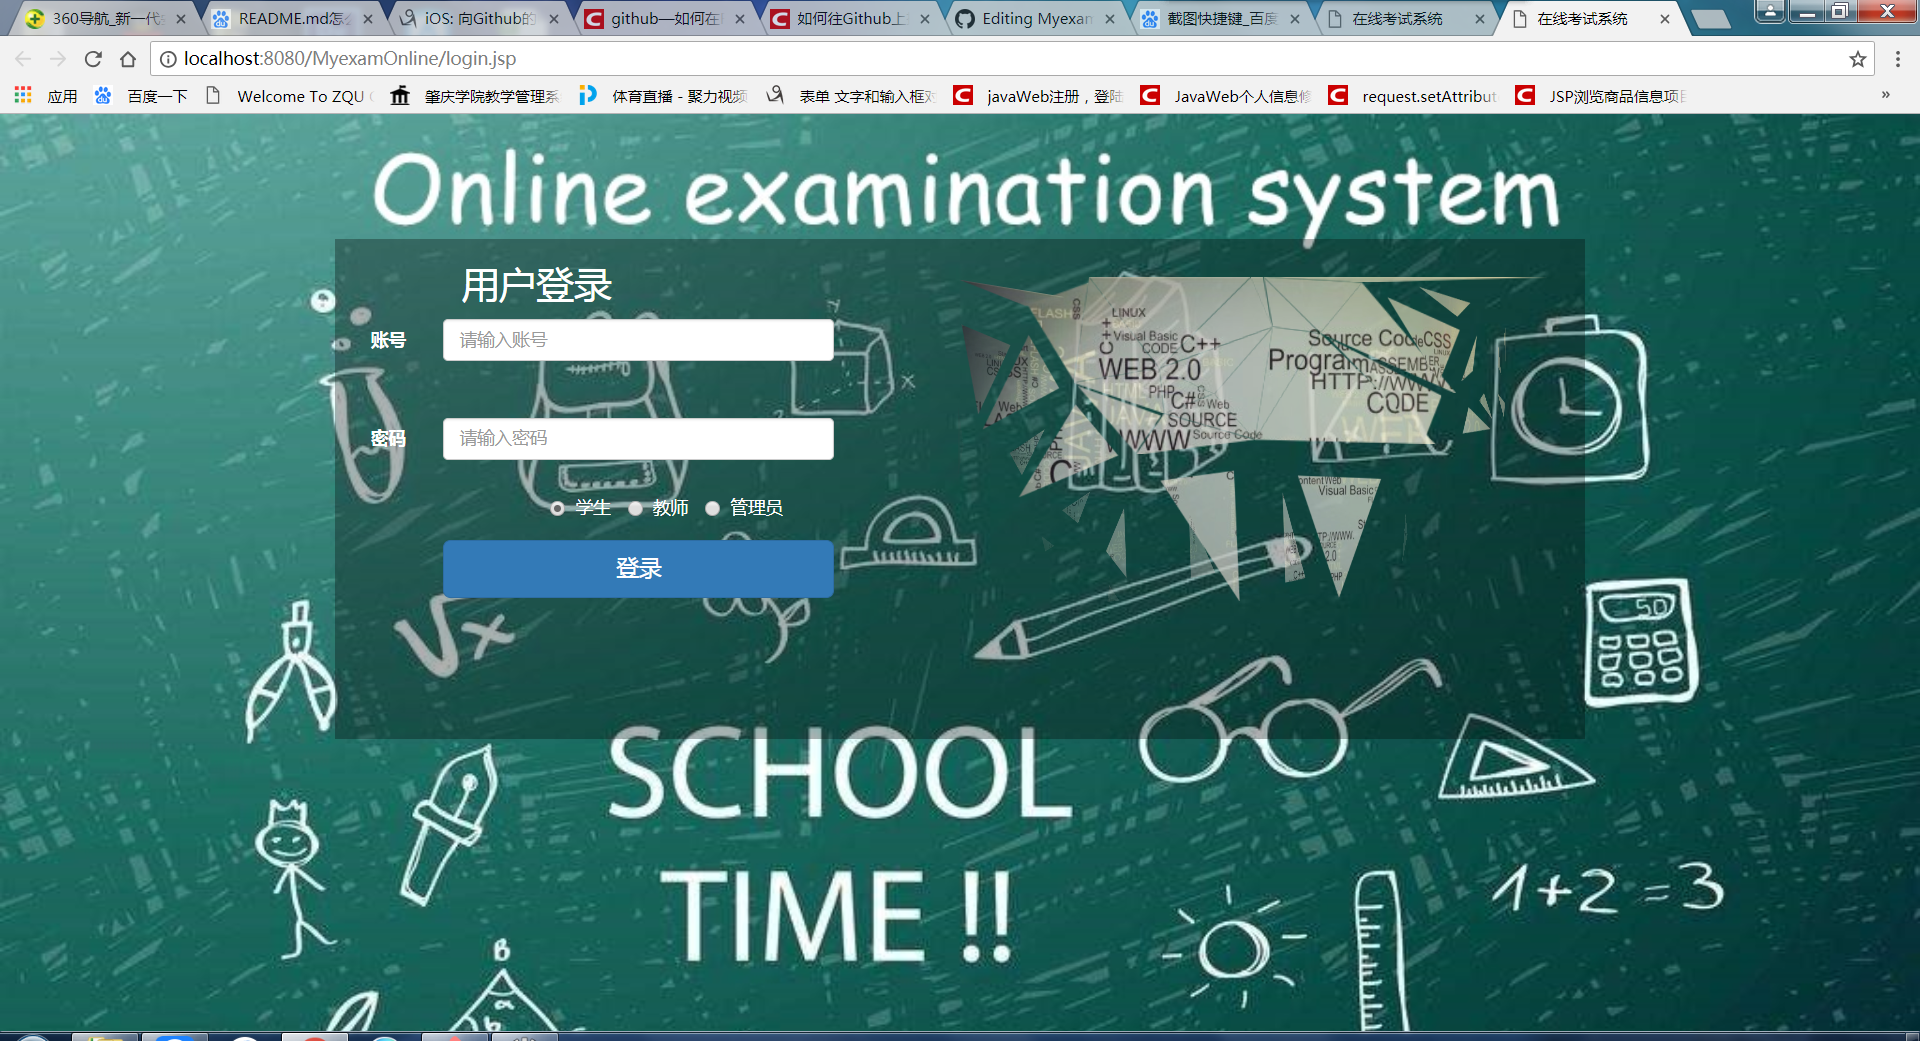 360导航_新一代
README.md怎
iOS: 向Github的
github—如何在
如何往Github上
Editing Myexam
截图快捷键_百度
在线考试系统
在线考试系统
localhost:8080/MyexamOnline/login.jsp
应用
百度一下
Welcome To ZQU
肇庆学院教学管理系
体育直播 - 聚力视频
表单 文字和输入框
javaWeb注册，登陆
JavaWeb个人信息修
request.setAttribut
JSP浏览商品信息项目
»
Online examination system
用户登录
账号
请输入账号
密码
请输入密码
学生 教师 管理员
登录
LINUX
Visual Basic
CODE C++
WEB 2.0
PHP
C# Web
SOURCE
WWW Source Code
Source Code CSS
Program ASSEMBLER
HTTP://WWW
CODE
Visual Basic
√x
50
SCHOOL
TIME !!
1+2=3
B
a
b